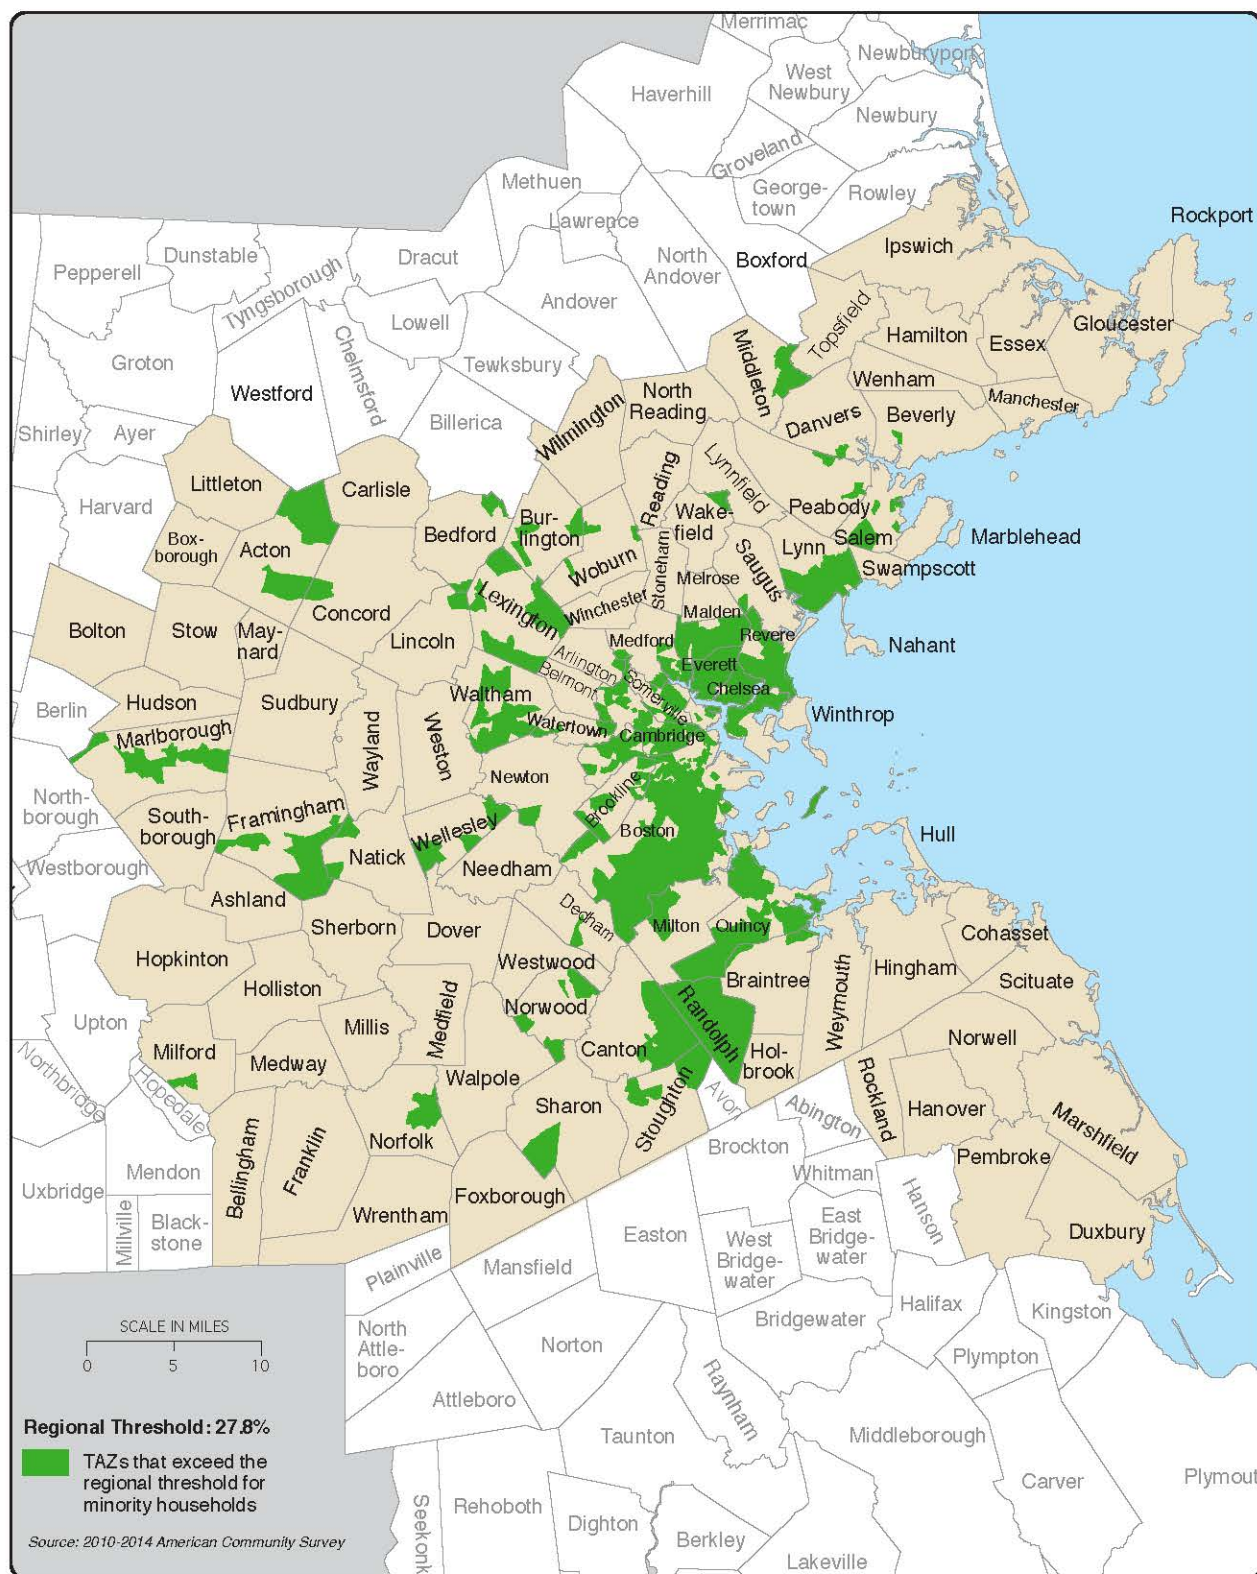 Merrimac
Newburyport
West
Newbury
Haverhill
Newbury
Groveland
Methuen
George-
town
Rowley
Lawrence
Rockport
Ipswich
Dunstable
Dracut
North
Andover
Boxford
Pepperell
Tyngsborough
Andover
Topsfield
Lowell
Hamilton
Gloucester
Essex
Groton
Chelmsford
Tewksbury
Middleton
Wenham
Westford
North
Reading
Manchester
Wilmington
Danvers
Beverly
Shirley
Ayer
Billerica
Littleton
Carlisle
Reading
Lynnfield
Harvard
Peabody
Bedford
Bur-
lington
Wake-
field
Marblehead
Box-
borough
Acton
Salem
Lynn
Woburn
Stoneham
Saugus
Swampscott
Melrose
Concord
Lexington
Winchester
Malden
Bolton
Stow
May-
nard
Lincoln
Medford
Revere
Nahant
Arlington
Everett
Belmont
Somerville
Chelsea
Hudson
Sudbury
Waltham
Berlin
Winthrop
Marlborough
Wayland
Weston
Watertown
Cambridge
Newton
North-
borough
Brookline
South-
borough
Framingham
Wellesley
Boston
Hull
Natick
Westborough
Needham
Ashland
Dedham
Sherborn
Dover
Milton
Quincy
Cohasset
Hopkinton
Westwood
Hingham
Braintree
Weymouth
Scituate
Holliston
Medfield
Norwood
Randolph
Upton
Millis
Norwell
Milford
Canton
Hol-
brook
Medway
Northbridge
Hopedale
Walpole
Rockland
Avon
Sharon
Stoughton
Abington
Hanover
Marshfield
Norfolk
Franklin
Bellingham
Brockton
Pembroke
Mendon
Whitman
Uxbridge
Foxborough
Hanson
Wrentham
Millville
Black-
stone
Easton
West
Bridge-
water
East
Bridge-
water
Duxbury
Plainville
Mansfield
Halifax
Kingston
Bridgewater
SCALE IN MILES
0 5 10
North
Attle-
boro
Norton
Plympton
Raynham
Attleboro
Regional Threshold: 27.8%
Taunton
Middleborough
TAZs that exceed the
regional threshold for
minority households
Carver
Plymout
Seekonk
Rehoboth
Dighton
Berkley
Source: 2010-2014 American Community Survey
Lakeville